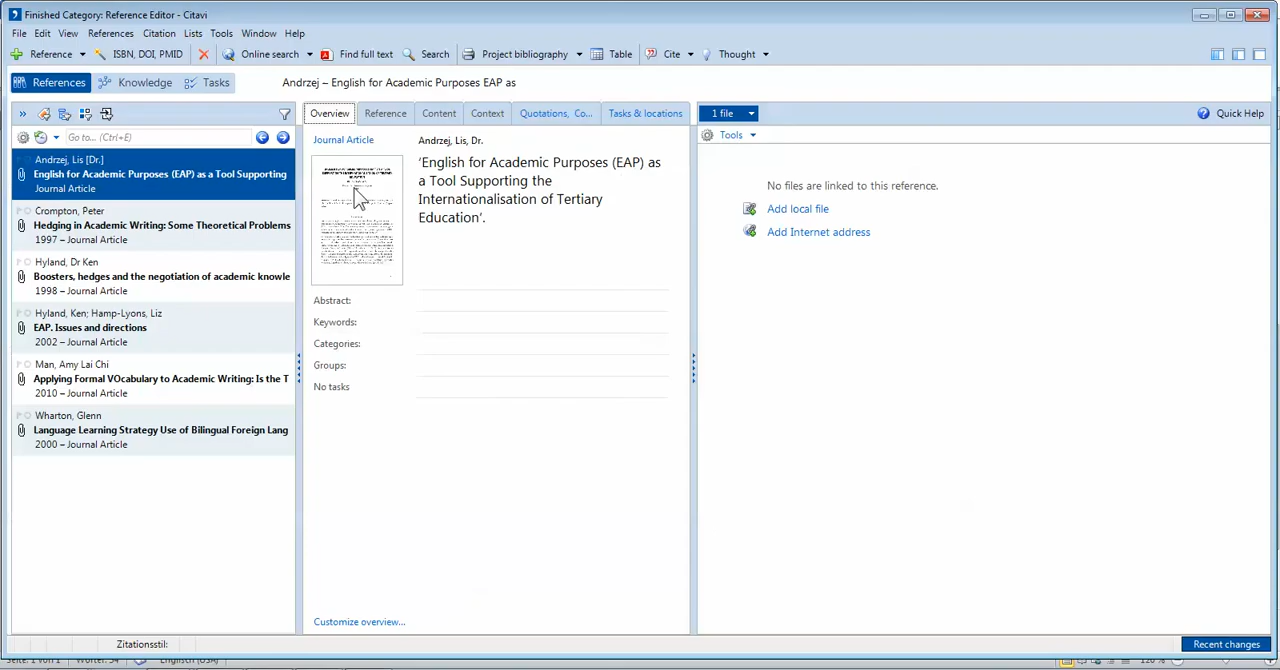 Finished Category: Reference Editor - Citavi
File Edit View References Citation Lists Tools Window Help
Reference ISBN, DOI, PMID Online search Find full text Search Project bibliography Table Cite Thought
References Knowledge Tasks Andrzej – English for Academic Purposes EAP as
Overview Reference Content Context Quotations, Co... Tasks & locations 1 file Quick Help
Go to... (Ctrl+E)
Tools
Andrzej, Lis [Dr.]
English for Academic Purposes (EAP) as a Tool Supporting
Journal Article
Crompton, Peter
Hedging in Academic Writing: Some Theoretical Problems
1997 – Journal Article
Hyland, Dr Ken
Boosters, hedges and the negotiation of academic knowle
1998 – Journal Article
Hyland, Ken; Hamp-Lyons, Liz
EAP. Issues and directions
2002 – Journal Article
Man, Amy Lai Chi
Applying Formal VOcabulary to Academic Writing: Is the T
2010 – Journal Article
Wharton, Glenn
Language Learning Strategy Use of Bilingual Foreign Lang
2000 – Journal Article
Journal Article
Andrzej, Lis, Dr.
'English for Academic Purposes (EAP) as
a Tool Supporting the
Internationalisation of Tertiary
Education'.
Abstract:
Keywords:
Categories:
Groups:
No tasks
Customize overview...
No files are linked to this reference.
Add local file
Add Internet address
Zitationsstil:
Recent changes
Seite: 1 von 1 Wörter: 54 Englisch (USA) 120 %